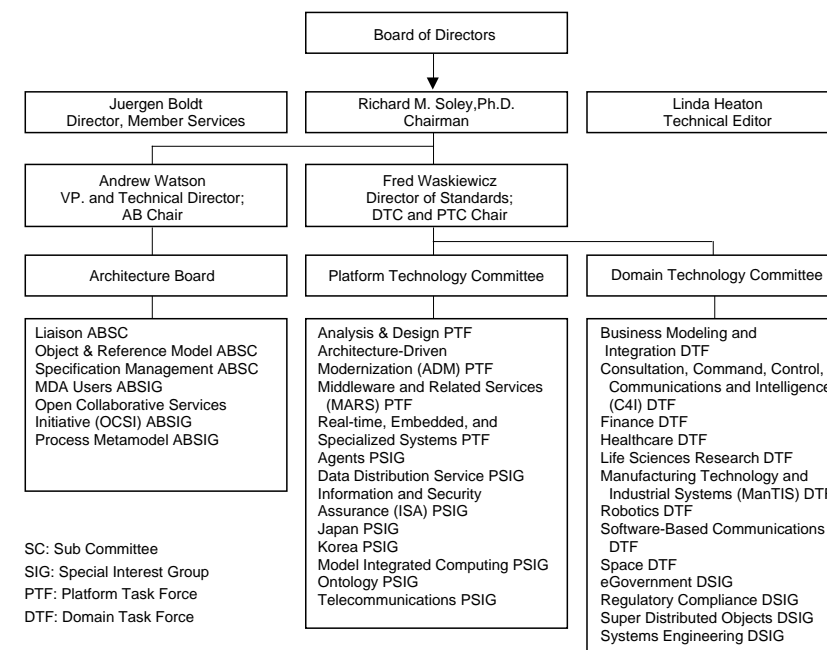 Board of Directors
Juergen Boldt
Director, Member Services
Richard M. Soley,Ph.D.
Chairman
Linda Heaton
Technical Editor
Andrew Watson
VP. and Technical Director;
AB Chair
Fred Waskiewicz
Director of Standards;
DTC and PTC Chair
Architecture Board
Platform Technology Committee
Domain Technology Committee
Liaison ABSC
Object & Reference Model ABSC
Specification Management ABSC
MDA Users ABSIG
Open Collaborative Services
Initiative (OCSI) ABSIG
Process Metamodel ABSIG
Analysis & Design PTF
Architecture-Driven
Modernization (ADM) PTF
Middleware and Related Services
(MARS) PTF
Real-time, Embedded, and
Specialized Systems PTF
Agents PSIG
Data Distribution Service PSIG
Information and Security
Assurance (ISA) PSIG
Japan PSIG
Korea PSIG
Model Integrated Computing PSIG
Ontology PSIG
Telecommunications PSIG
Business Modeling and
Integration DTF
Consultation, Command, Control,
Communications and Intelligence
(C4I) DTF
Finance DTF
Healthcare DTF
Life Sciences Research DTF
Manufacturing Technology and
Industrial Systems (ManTIS) DTF
Robotics DTF
Software-Based Communications
DTF
Space DTF
eGovernment DSIG
Regulatory Compliance DSIG
Super Distributed Objects DSIG
Systems Engineering DSIG
SC: Sub Committee
SIG: Special Interest Group
PTF: Platform Task Force
DTF: Domain Task Force